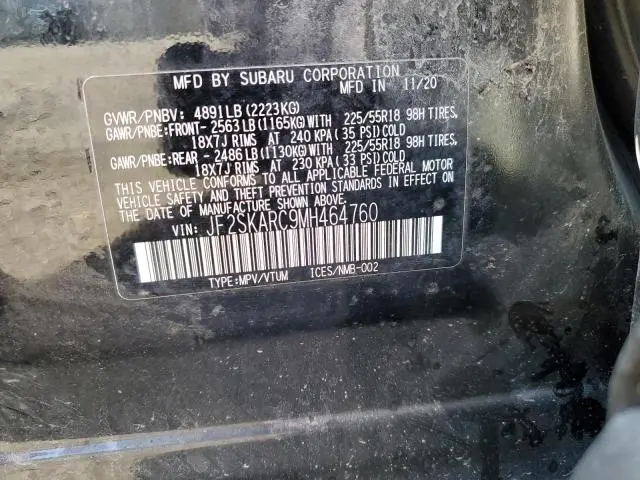 MFD BY SUBARU CORPORATION
MFD IN 11/20
GVWR/PNBV: 4891LB(2223KG)
GAWR/PNBE:FRONT- 2563LB(1165KG)WITH 225/55R18 98H TIRES,
18X7J RIMS AT 240 KPA(35 PSI)COLD
GAWR/PNBE:REAR - 2486LB(1130KG)WITH 225/55R18 98H TIRES,
18X7J RIMS AT 230 KPA(33 PSI)COLD
THIS VEHICLE CONFORMS TO ALL APPLICABLE FEDERAL MOTOR
VEHICLE SAFETY AND THEFT PREVENTION STANDARDS IN EFFECT ON
THE DATE OF MANUFACTURE SHOWN ABOVE.
VIN: JF2SKARC9MH464760
TYPE:MPV/VTUM ICES/NMB-002